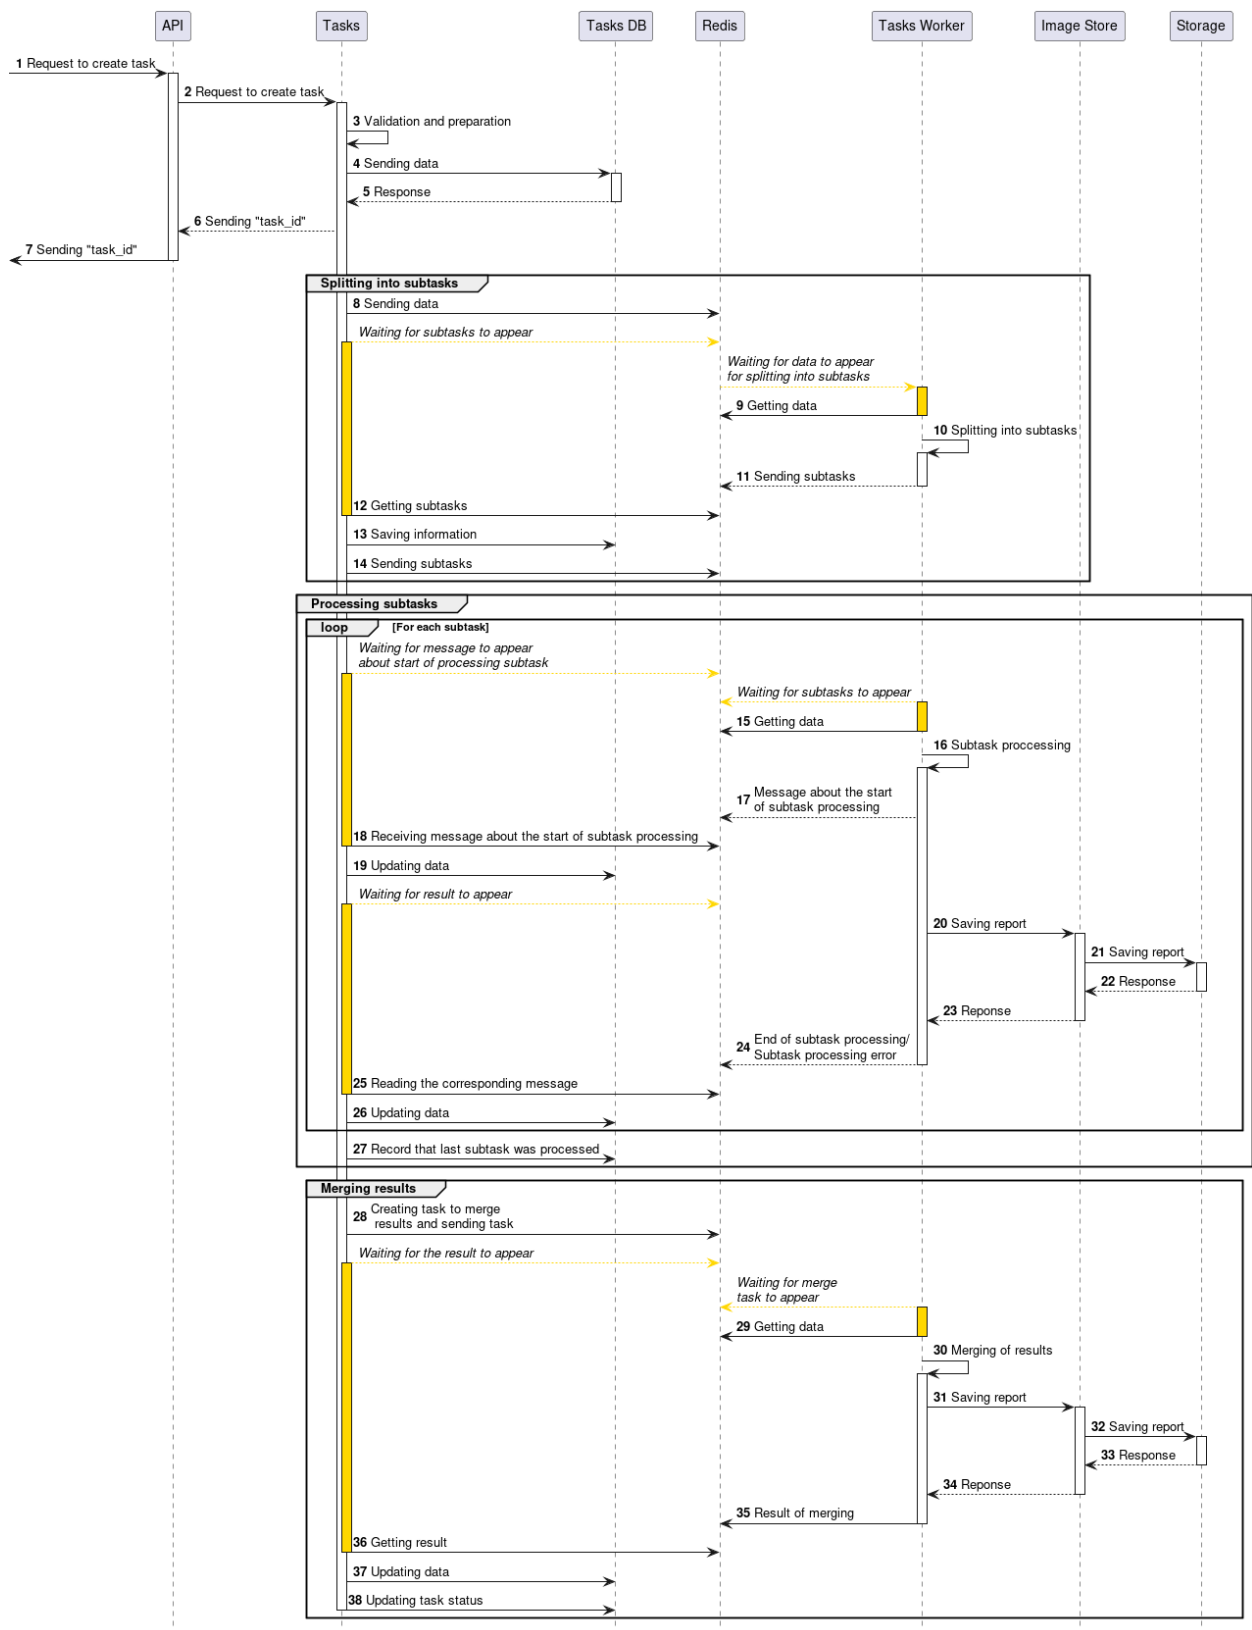 API
Tasks
Tasks DB
Redis
Tasks Worker
Image Store
Storage
1 Request to create task
2 Request to create task
3 Validation and preparation
4 Sending data
5 Response
6 Sending "task_id"
7 Sending "task_id"
Splitting into subtasks
8 Sending data
Waiting for subtasks to appear
Waiting for data to appear
for splitting into subtasks
9 Getting data
10 Splitting into subtasks
11 Sending subtasks
12 Getting subtasks
13 Saving information
14 Sending subtasks
Processing subtasks
loop [For each subtask]
Waiting for message to appear
about start of processing subtask
Waiting for subtasks to appear
15 Getting data
16 Subtask proccessing
17 Message about the start
of subtask processing
18 Receiving message about the start of subtask processing
19 Updating data
Waiting for result to appear
20 Saving report
21 Saving report
22 Response
23 Reponse
24 End of subtask processing/
Subtask processing error
25 Reading the corresponding message
26 Updating data
27 Record that last subtask was processed
Merging results
28 Creating task to merge
results and sending task
Waiting for the result to appear
Waiting for merge
task to appear
29 Getting data
30 Merging of results
31 Saving report
32 Saving report
33 Response
34 Reponse
35 Result of merging
36 Getting result
37 Updating data
38 Updating task status